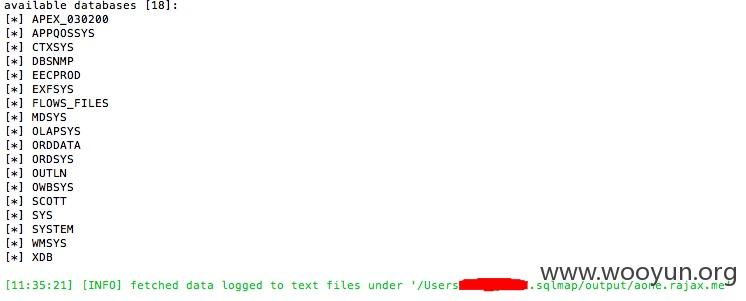 available databases [18]:
[*] APEX_030200
[*] APPQOSSYS
[*] CTXSYS
[*] DBSNMP
[*] EECPROD
[*] EXFSYS
[*] FLOWS_FILES
[*] MDSYS
[*] OLAPSYS
[*] ORDDATA
[*] ORDSYS
[*] OUTLN
[*] OWBSYS
[*] SCOTT
[*] SYS
[*] SYSTEM
[*] WMSYS
[*] XDB
www.wooyun.org
[11:35:21] [INFO] fetched data logged to text files under '/Users .sqlmap/output/aone.rajax.me'